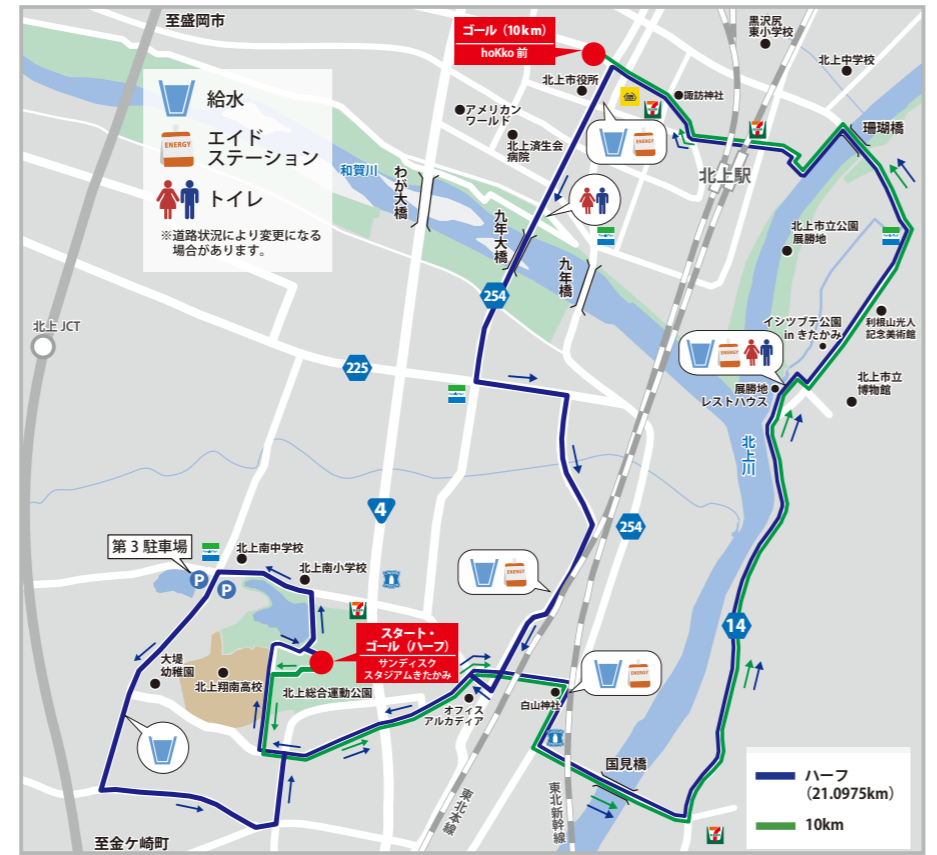 至盛岡市
ゴール(10km)
hoKko 前
黒沢尻
東小学校
北上中学校
給水
ENERGY
エイド
ステーション
トイレ
※道路状況により変更になる
場合があります。
北上市役所
諏訪神社
アメリカン
ワールド
北上済生会
病院
ENERGY
珊瑚橋
北上駅
和賀川
わが大橋
九年大橋
九年橋
北上市立公園
展勝地
254
イシツブテ公園
in きたかみ
利根山光人
記念美術館
北上 JCT
225
ENERGY
展勝地
レストハウス
北上市立
博物館
北上川
4
254
第3駐車場
P
P
北上南中学校
北上南小学校
ENERGY
14
スタート・
ゴール(ハーフ)
サンディスク
スタジアムきたかみ
大堤
幼稚園
北上翔南高校
北上総合運動公園
オフィス
アルカディア
白山神社
ENERGY
国見橋
東北本線
東北新幹線
至金ケ崎町
ハーフ
(21.0975km)
10km